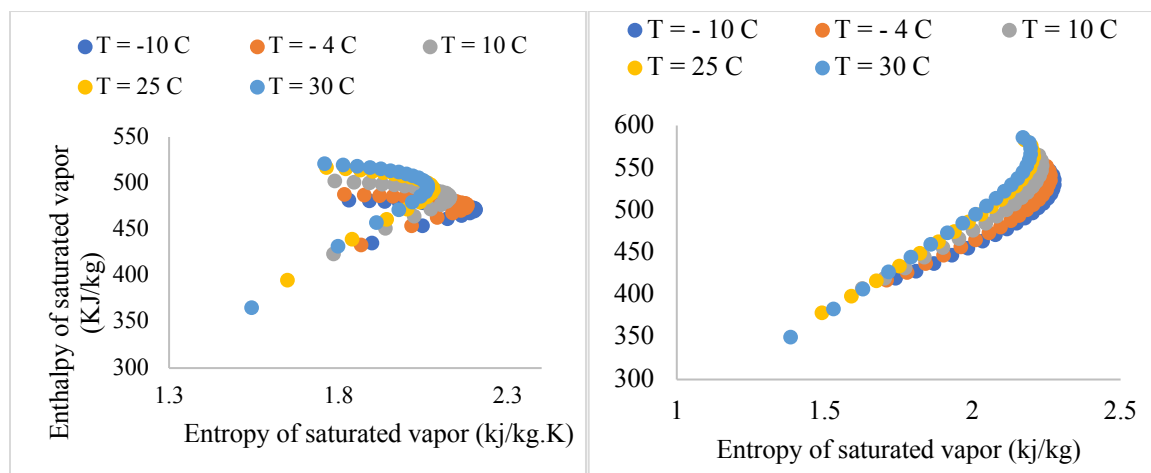 T = -10 C T = - 4 C T = 10 C
T = 25 C T = 30 C
Enthalpy of saturated vapor
(KJ/kg)
550
500
450
400
350
300
1.3 1.8 2.3
Entropy of saturated vapor (kj/kg.K)
T = - 10 C T = - 4 C T = 10 C
T = 25 C T = 30 C
600
550
500
450
400
350
300
1 1.5 2 2.5
Entropy of saturated vapor (kj/kg)